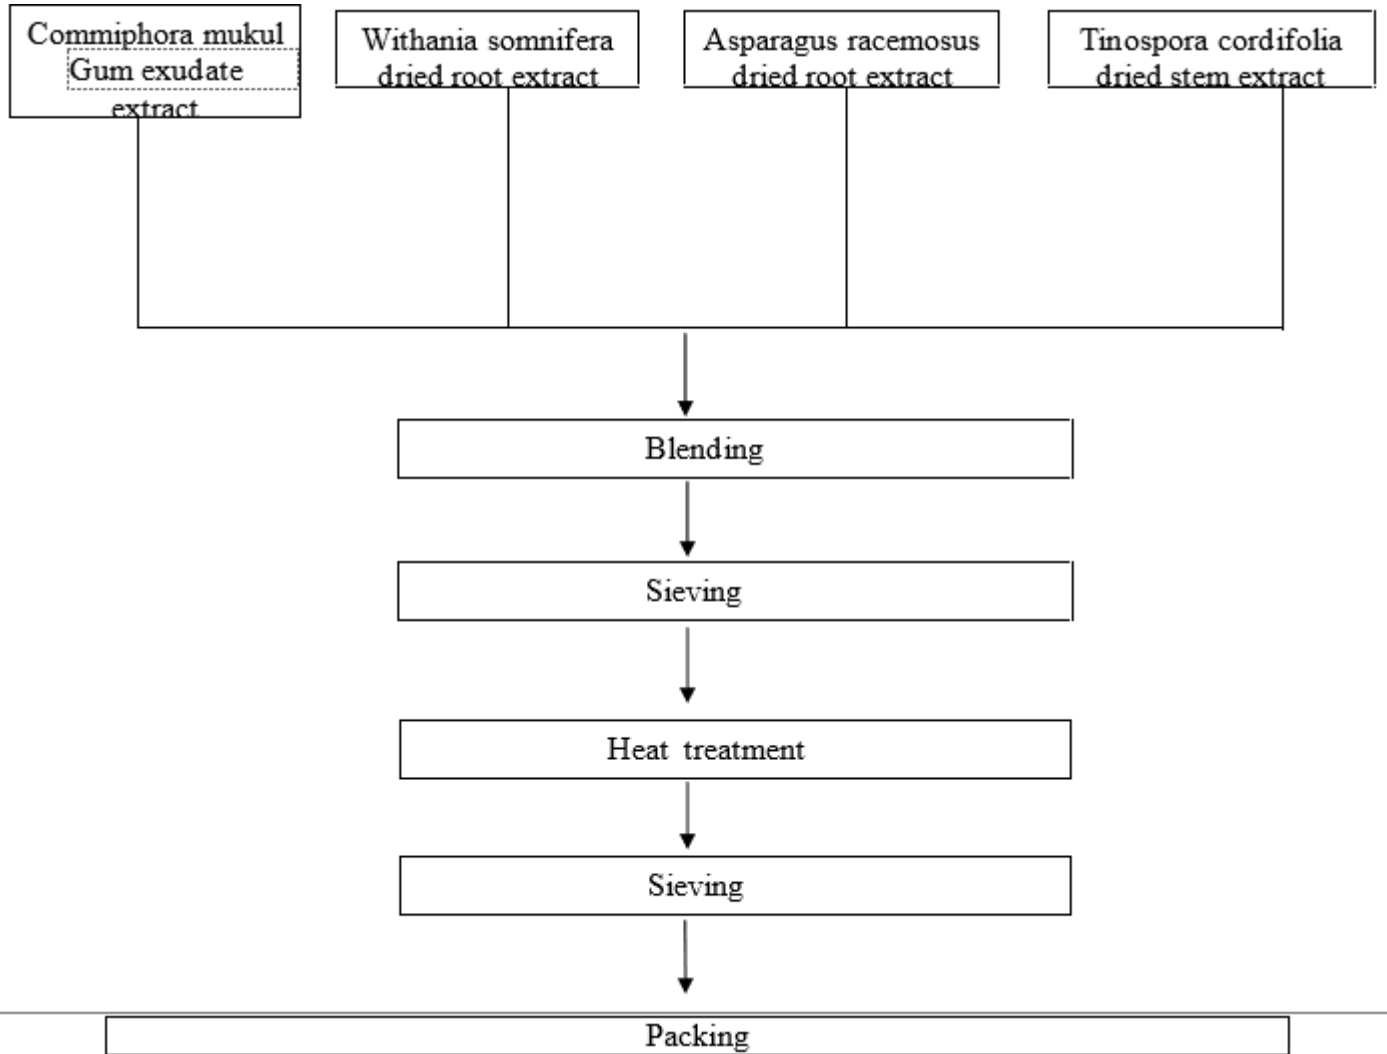 Commiphora mukul
Gum exudate
extract
Withania somnifera
dried root extract
Asparagus racemosus
dried root extract
Tinospora cordifolia
dried stem extract
Blending
Sieving
Heat treatment
Sieving
Packing